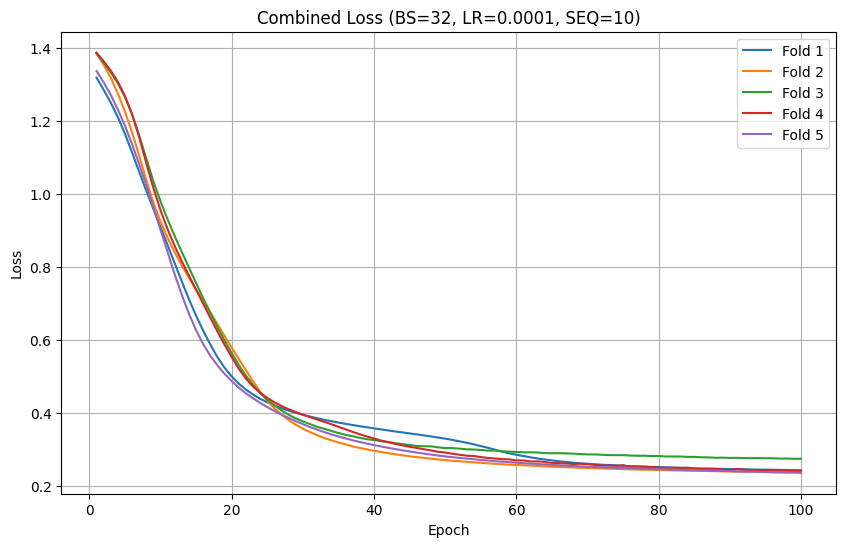 Combined Loss (BS=32, LR=0.0001, SEQ=10)
Fold 1
Fold 2
Fold 3
Fold 4
Fold 5
Loss
1.4
1.2
1.0
0.8
0.6
0.4
0.2
0 20 40 60 80 100
Epoch